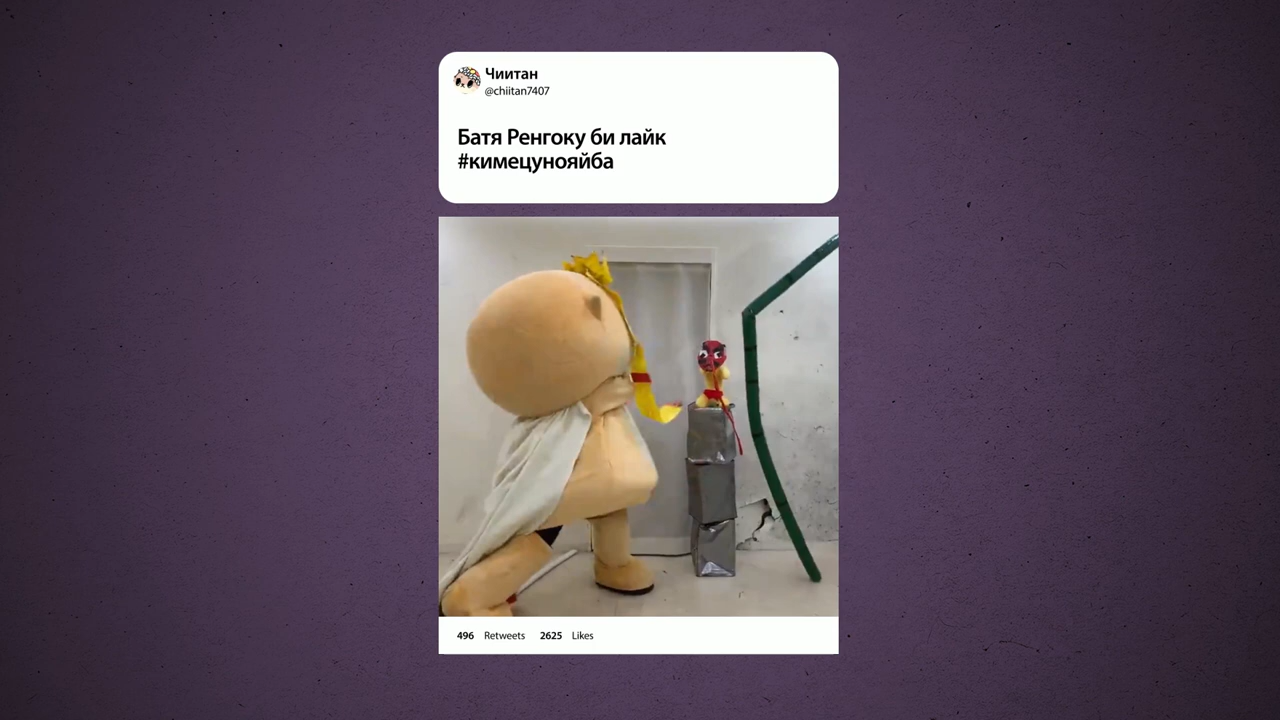 Чиитан
@chiitan7407
Батя Ренгоку би лайк
#кимецунояйба
496 Retweets 2625 Likes